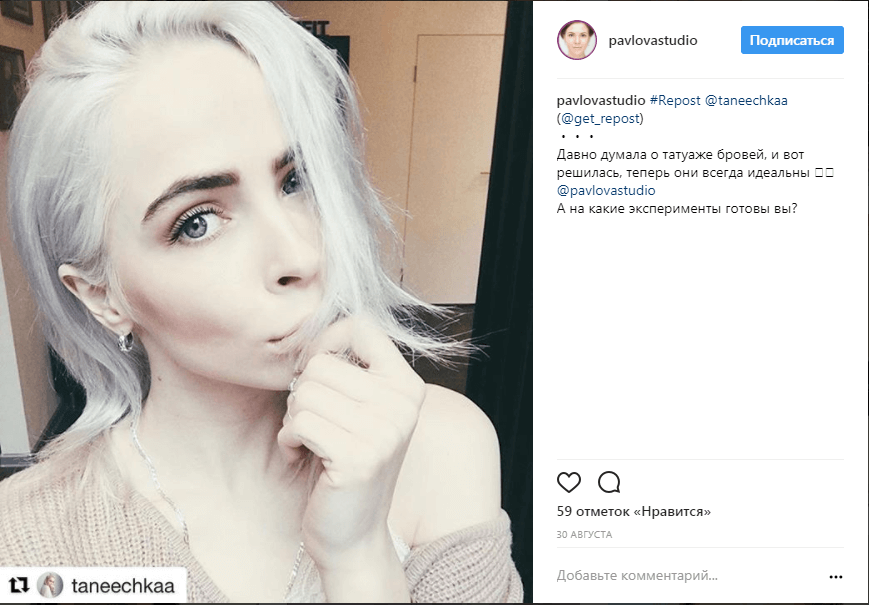 FIT
pavlovastudio
Подписаться
pavlovastudio #Repost @taneechkaa
(@get_repost)
・・・
Давно думала о татуаже бровей, и вот
решилась, теперь они всегда идеальны
@pavlovastudio
А на какие эксперименты готовы вы?
59 отметок «Нравится»
30 АВГУСТА
Добавьте комментарий...
taneechkaa